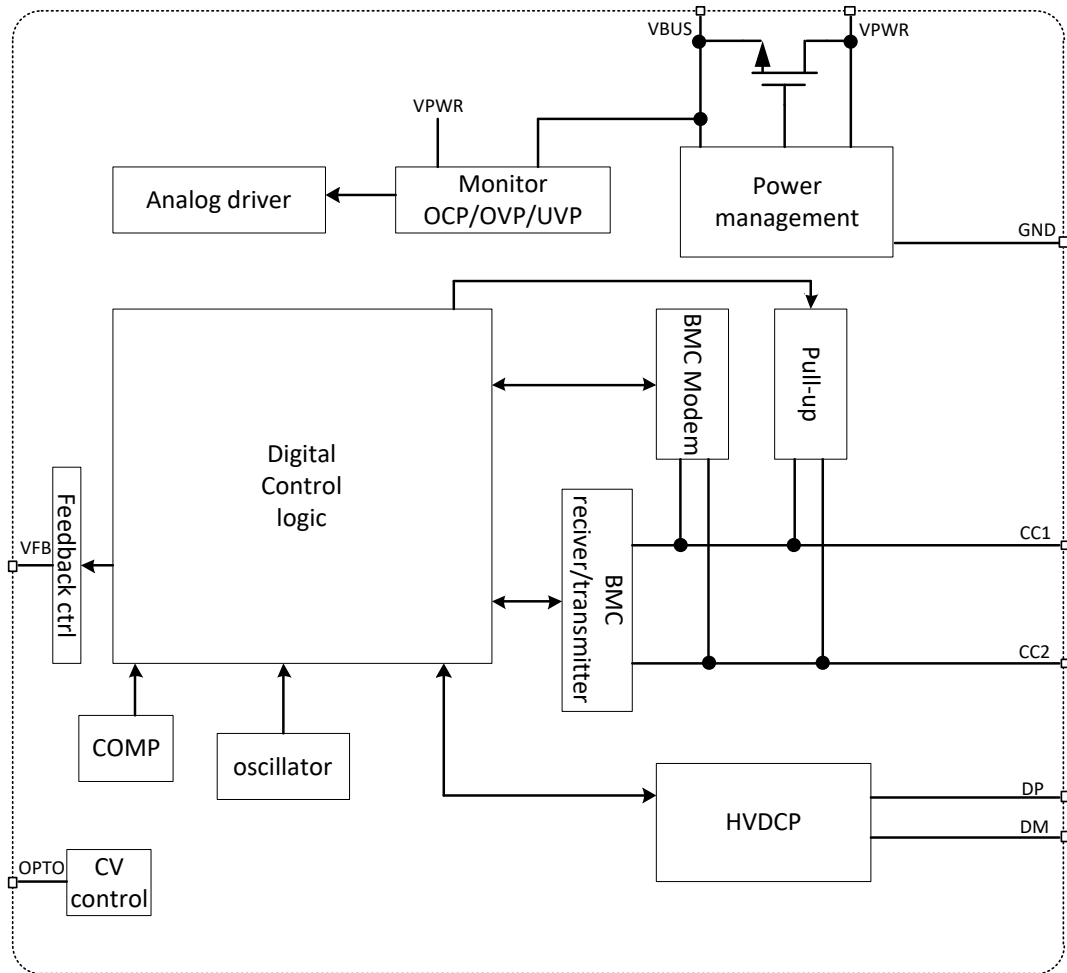 VBUS
VPWR
VPWR
Analog driver
Monitor
OCP/OVP/UVP
Power
management
GND
BMC Modem
Pull-up
Digital
Control
logic
Feedback ctrl
VFB
BMC
reciver/transmitter
CC1
CC2
COMP
oscillator
HVDCP
DP
DM
OPTO
CV
control